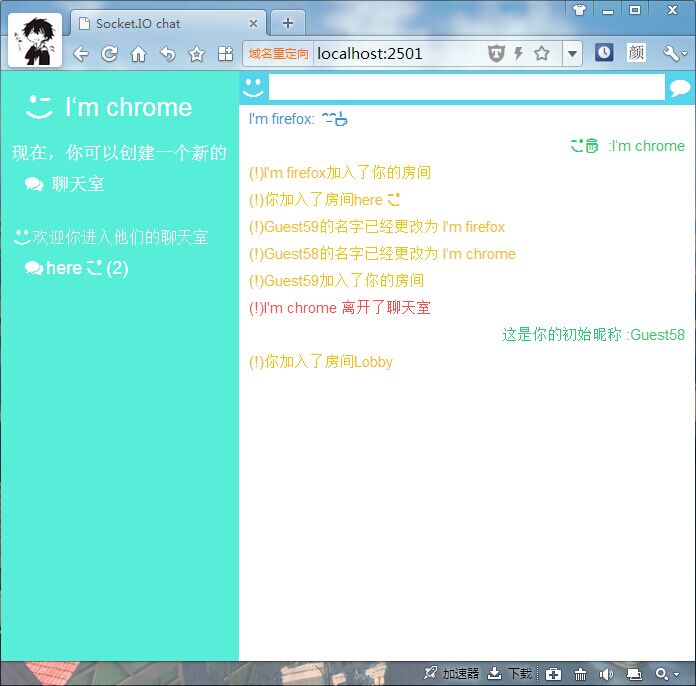 Socket.IO chat
域名重定向 localhost:2501
颜
I'm chrome
现在，你可以创建一个新的
聊天室
欢迎你进入他们的聊天室
here (2)
I'm firefox:
:I'm chrome
(!)I'm firefox加入了你的房间
(!)你加入了房间here
(!)Guest59的名字已经更改为 I'm firefox
(!)Guest58的名字已经更改为 I'm chrome
(!)Guest59加入了你的房间
(!)I'm chrome 离开了聊天室
这是你的初始昵称 :Guest58
(!)你加入了房间Lobby
加速器 下载